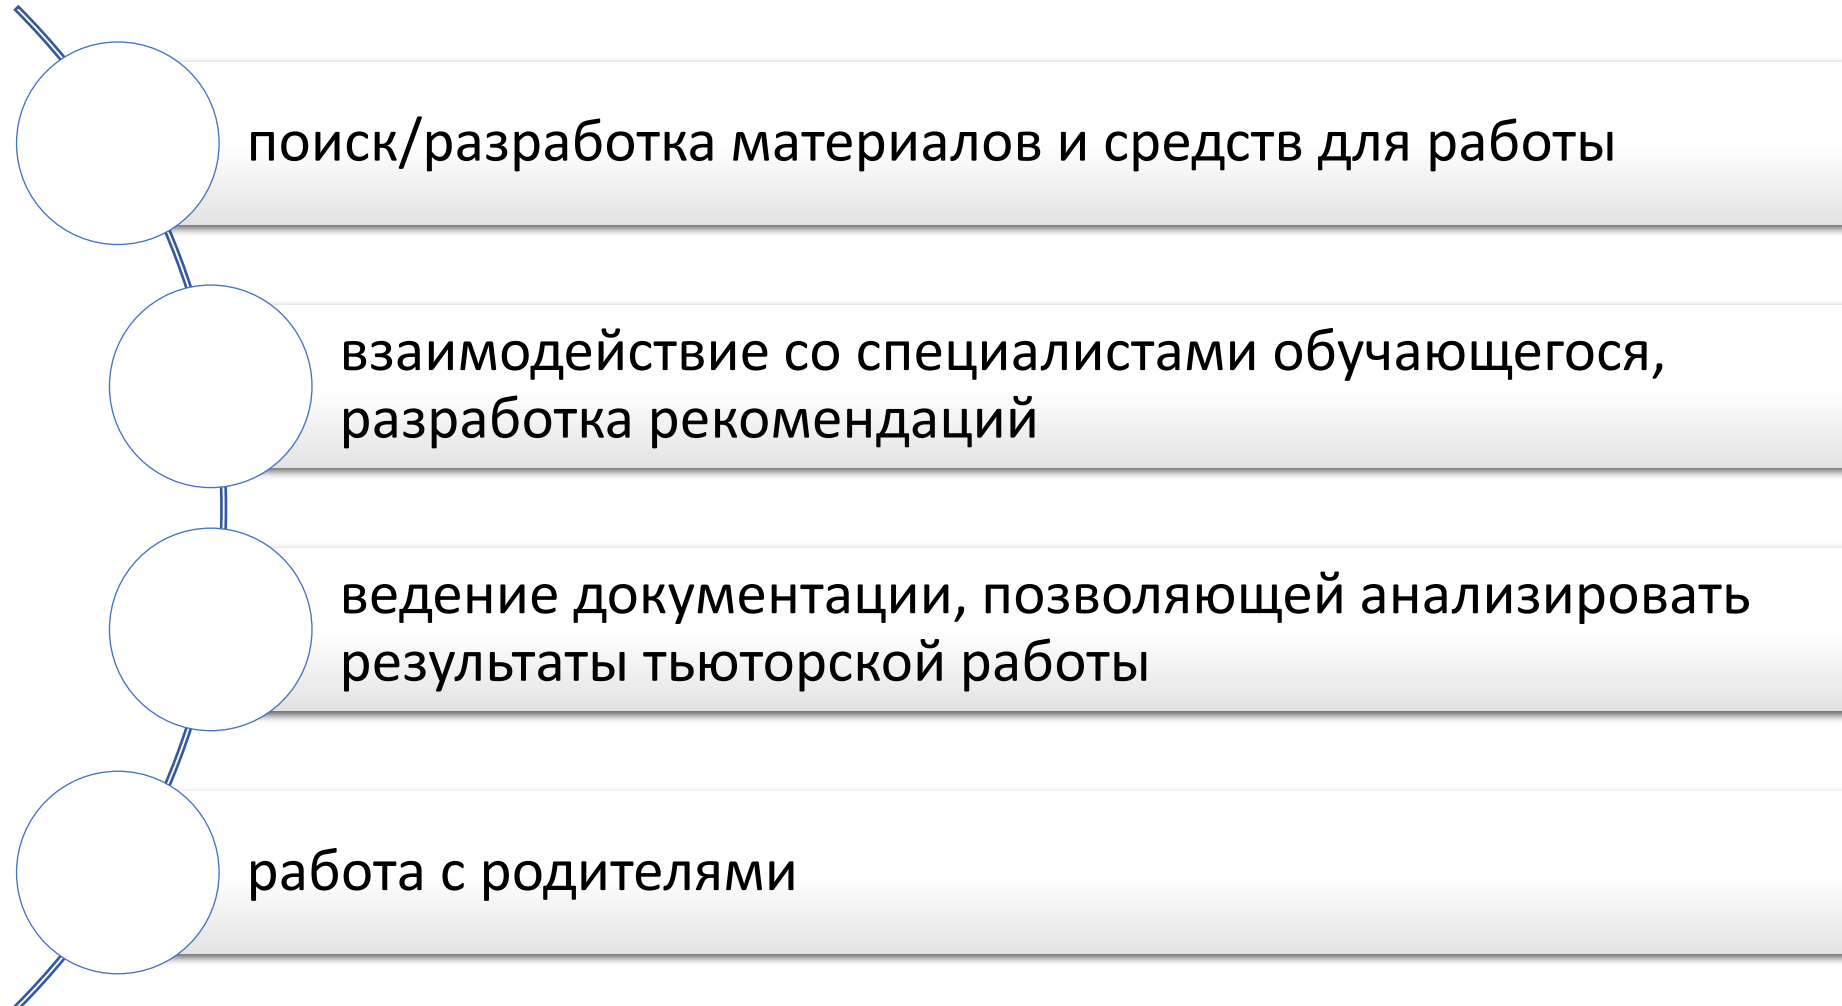 поиск/разработка материалов и средств для работы
взаимодействие со специалистами обучающегося,
разработка рекомендаций
ведение документации, позволяющей анализировать
результаты тьюторской работы
работа с родителями